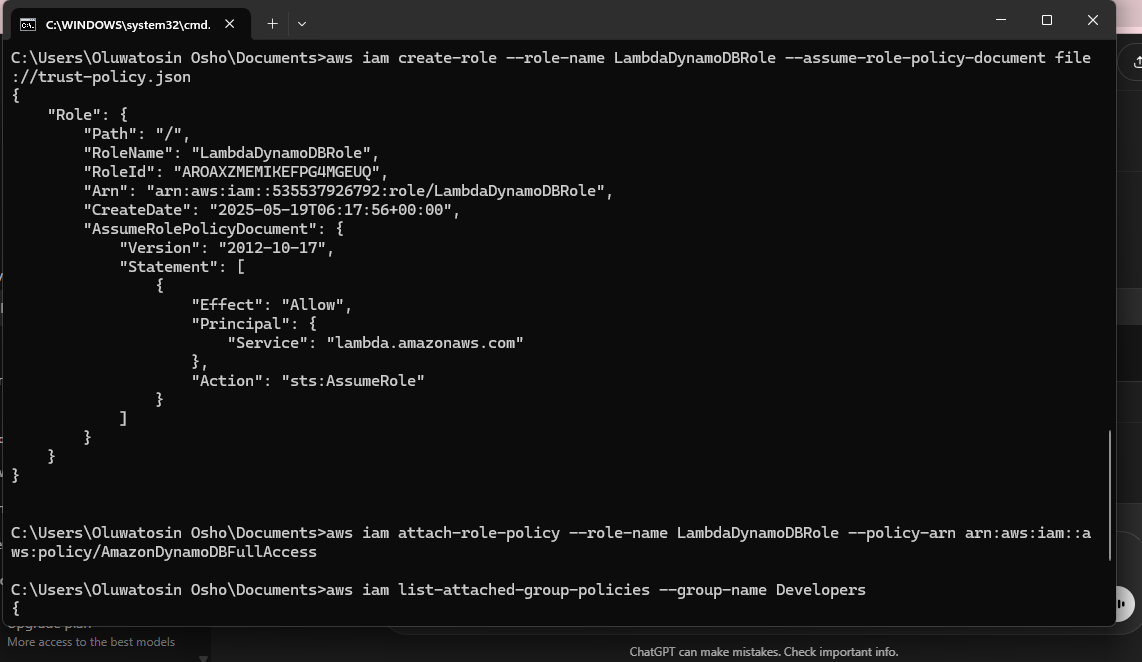 C:\WINDOWS\system32\cmd.
C:\Users\Oluwatosin Osho\Documents>aws iam create-role --role-name LambdaDynamoDBRole --assume-role-policy-document file
://trust-policy.json
{
    "Role": {
        "Path": "/",
        "RoleName": "LambdaDynamoDBRole",
        "RoleId": "AROAXZMEMIKEFPG4MGEUQ",
        "Arn": "arn:aws:iam::535537926792:role/LambdaDynamoDBRole",
        "CreateDate": "2025-05-19T06:17:56+00:00",
        "AssumeRolePolicyDocument": {
            "Version": "2012-10-17",
            "Statement": [
                {
                    "Effect": "Allow",
                    "Principal": {
                        "Service": "lambda.amazonaws.com"
                    },
                    "Action": "sts:AssumeRole"
                }
            ]
        }
    }
}
C:\Users\Oluwatosin Osho\Documents>aws iam attach-role-policy --role-name LambdaDynamoDBRole --policy-arn arn:aws:iam::a
ws:policy/AmazonDynamoDBFullAccess
C:\Users\Oluwatosin Osho\Documents>aws iam list-attached-group-policies --group-name Developers
{
Upgrade plan
More access to the best models
ChatGPT can make mistakes. Check important info.